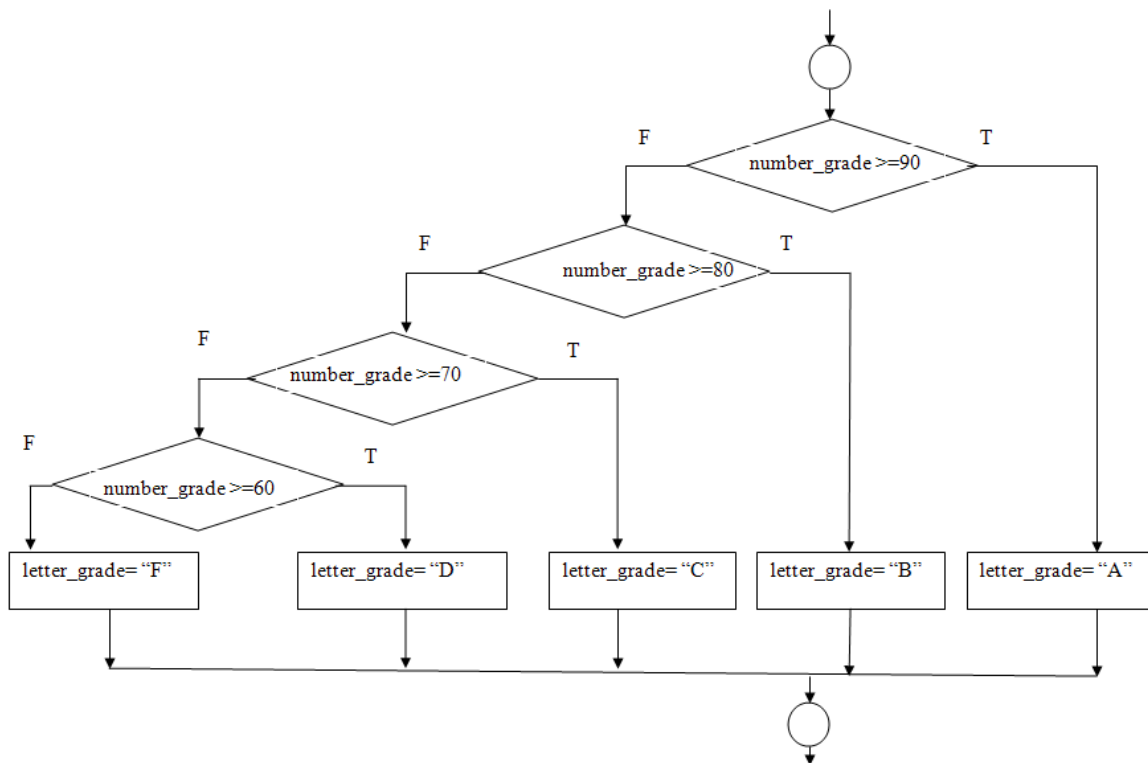 F
T
number_grade >=90
F
T
number_grade >=80
F
T
number_grade >=70
F
T
number_grade >=60
letter_grade= “F”
letter_grade= “D”
letter_grade= “C”
letter_grade= “B”
letter_grade= “A”